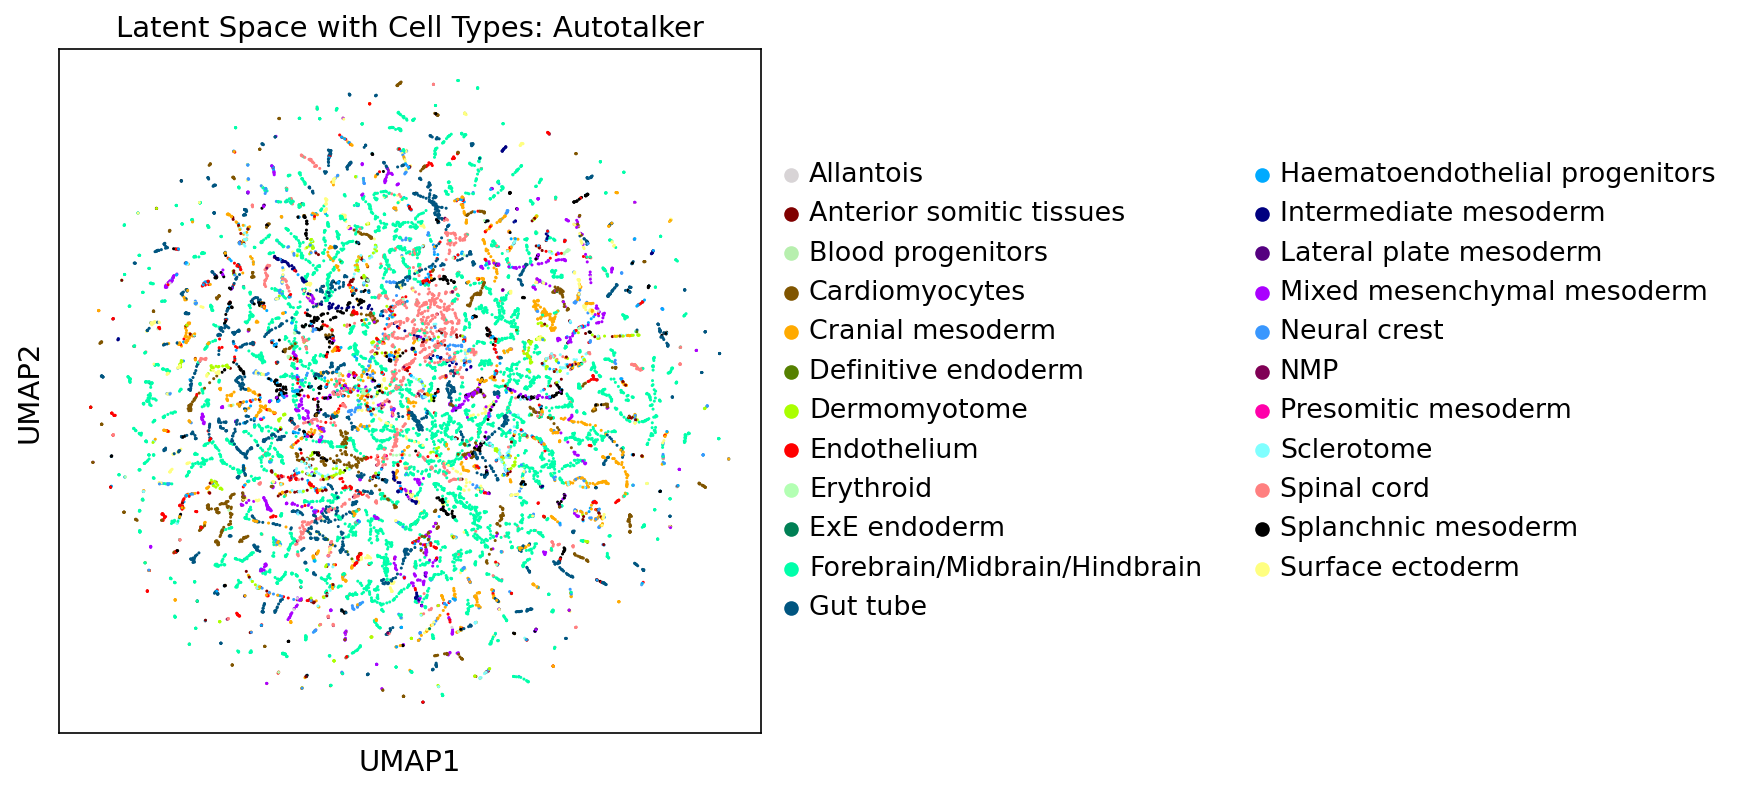 Latent Space with Cell Types: Autotalker
UMAP2
UMAP1
Allantois
Anterior somitic tissues
Blood progenitors
Cardiomyocytes
Cranial mesoderm
Definitive endoderm
Dermomyotome
Endothelium
Erythroid
ExE endoderm
Forebrain/Midbrain/Hindbrain
Gut tube
Haematoendothelial progenitors
Intermediate mesoderm
Lateral plate mesoderm
Mixed mesenchymal mesoderm
Neural crest
NMP
Presomitic mesoderm
Sclerotome
Spinal cord
Splanchnic mesoderm
Surface ectoderm